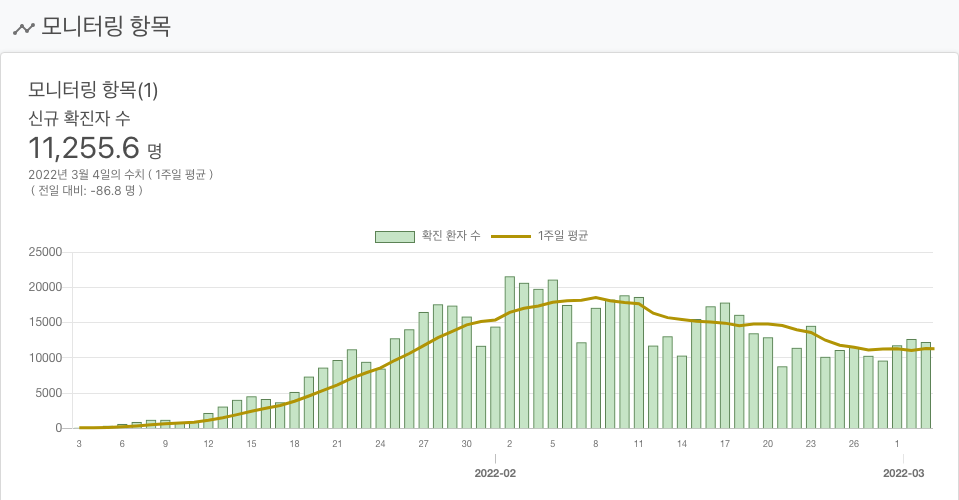 모니터링 항목
모니터링 항목(1)
신규 확진자 수
11,255.6 명
2022년 3월 4일의 수치 ( 1주일 평균 )
( 전일 대비: -86.8 명 )
확진 환자 수 1주일 평균
25000
20000
15000
10000
5000
0
3 6 9 12 15 18 21 24 27 30 2 5 8 11 14 17 20 23 26 1
2022-02 2022-03